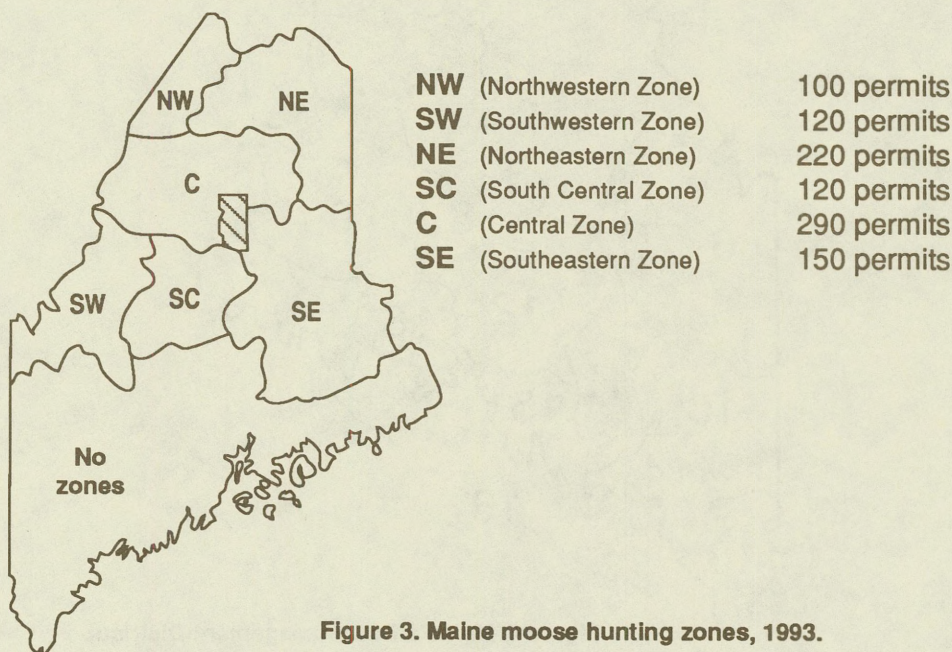 NW (Northwestern Zone) 100 permits
SW (Southwestern Zone) 120 permits
NE (Northeastern Zone) 220 permits
SC (South Central Zone) 120 permits
C (Central Zone) 290 permits
SE (Southeastern Zone) 150 permits
NW
NE
C
SW
SC
SE
No
zones
Figure 3. Maine moose hunting zones, 1993.